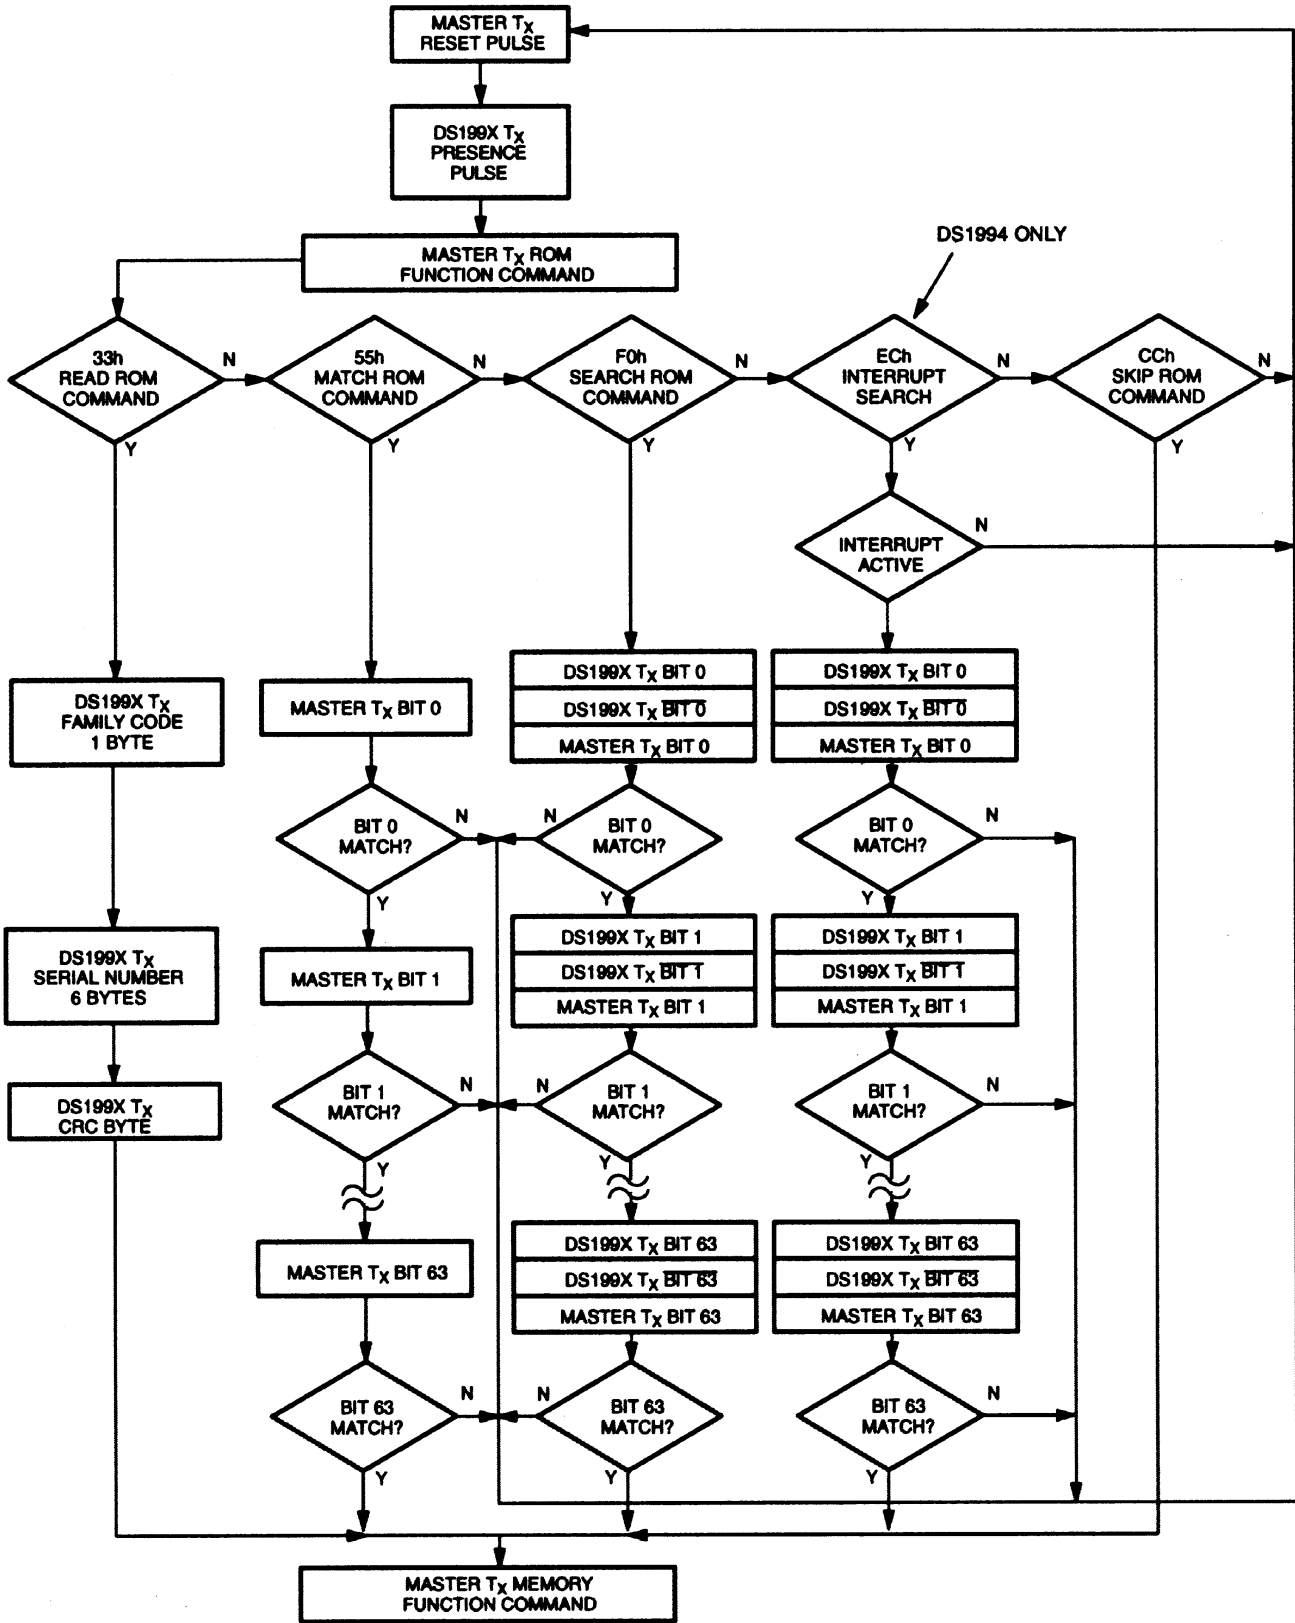 MASTER TX
RESET PULSE
DS199X TX
PRESENCE
PULSE
MASTER TX ROM
FUNCTION COMMAND
DS1994 ONLY
33h
READ ROM
COMMAND
N
Y
55h
MATCH ROM
COMMAND
N
Y
F0h
SEARCH ROM
COMMAND
N
Y
ECh
INTERRUPT
SEARCH
N
Y
CCh
SKIP ROM
COMMAND
N
Y
INTERRUPT
ACTIVE
N
DS199X TX
FAMILY CODE
1 BYTE
DS199X TX
SERIAL NUMBER
6 BYTES
DS199X TX
CRC BYTE
MASTER TX BIT 0
BIT 0
MATCH?
N
Y
MASTER TX BIT 1
BIT 1
MATCH?
N
Y
MASTER TX BIT 63
BIT 63
MATCH?
N
Y
DS199X TX BIT 0
DS199X TX BIT 0
MASTER TX BIT 0
BIT 0
MATCH?
N
Y
DS199X TX BIT 1
DS199X TX BIT 1
MASTER TX BIT 1
BIT 1
MATCH?
N
Y
DS199X TX BIT 63
DS199X TX BIT 63
MASTER TX BIT 63
BIT 63
MATCH?
N
Y
DS199X TX BIT 0
DS199X TX BIT 0
MASTER TX BIT 0
BIT 0
MATCH?
N
Y
DS199X TX BIT 1
DS199X TX BIT 1
MASTER TX BIT 1
BIT 1
MATCH?
N
Y
DS199X TX BIT 63
DS199X TX BIT 63
MASTER TX BIT 63
BIT 63
MATCH?
N
Y
MASTER TX MEMORY
FUNCTION COMMAND